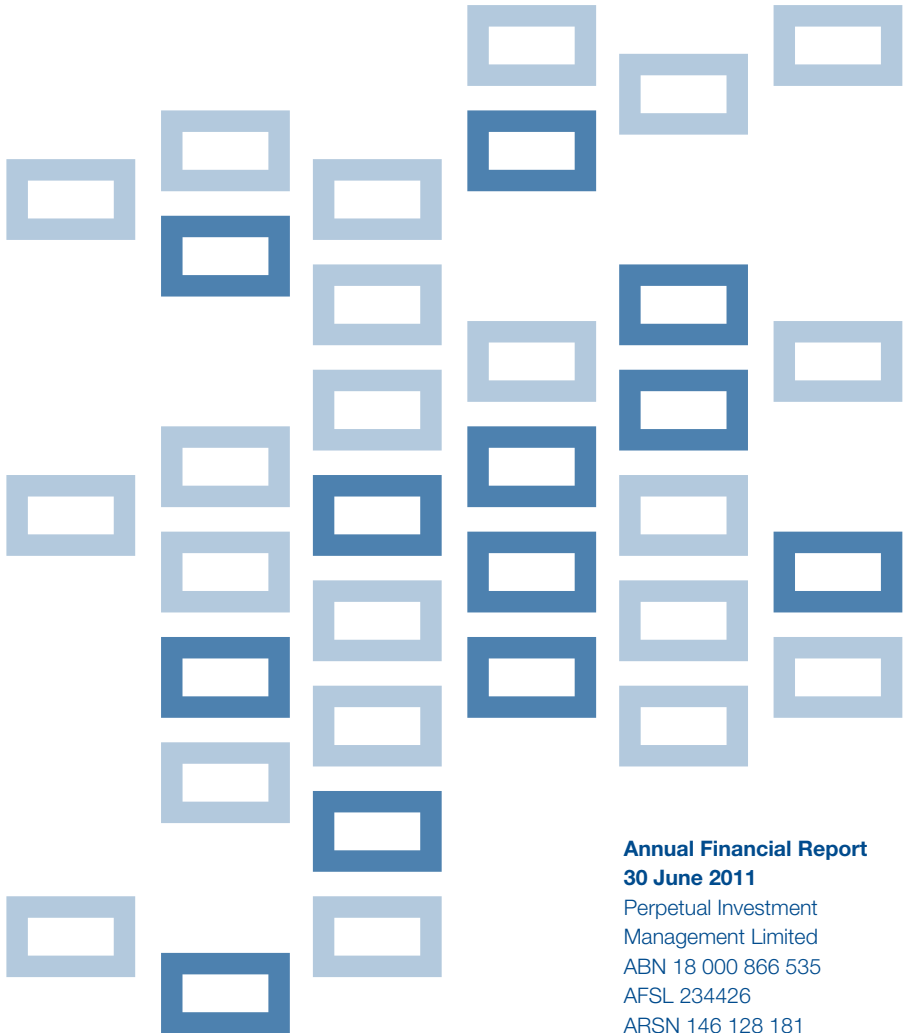 Annual Financial Report
30 June 2011
Perpetual Investment
Management Limited
ABN 18 000 866 535
AFSL 234426
ARSN 146 128 181